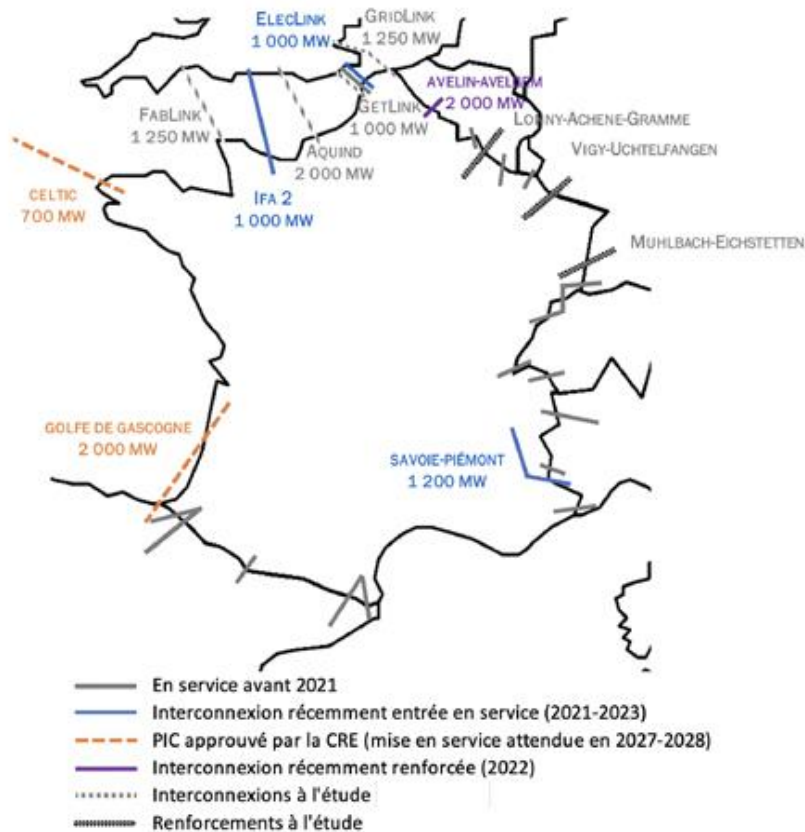 ELECLINK
1 000 MW
GRIDLINK
1 250 MW
FABLINK
1 250 MW
GETLINK
1 000 MW
AVELIN-AVELGEM
2 000 MW
LONNY-ACHENE-GRAMME
VIGY-UCHTELFANGEN
AQUIND
2 000 MW
CELTIC
700 MW
IFA 2
1 000 MW
MUHLBACH-EICHSTETTEN
GOLFE DE GASCOGNE
2 000 MW
SAVOIE-PIÉMONT
1 200 MW
En service avant 2021
Interconnexion récemment entrée en service (2021-2023)
PIC approuvé par la CRE (mise en service attendue en 2027-2028)
Interconnexion récemment renforcée (2022)
Interconnexions à l'étude
Renforcements à l'étude